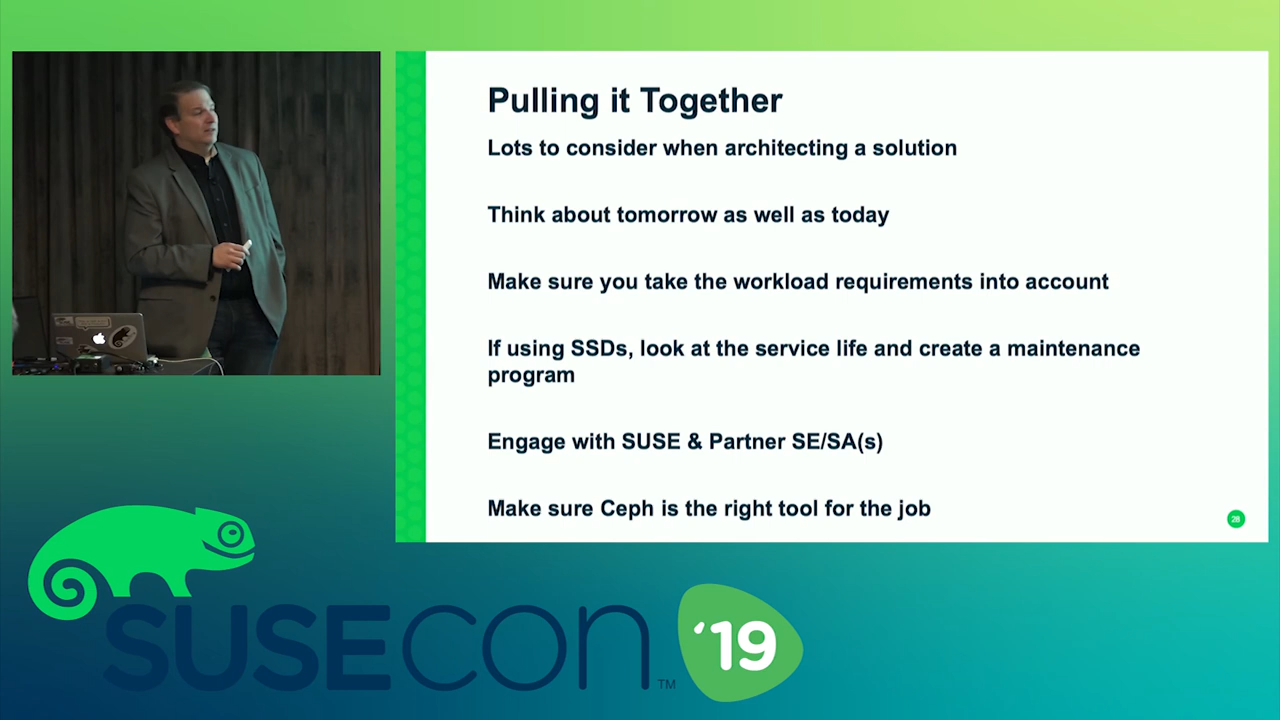 Pulling it Together
Lots to consider when architecting a solution
Think about tomorrow as well as today
Make sure you take the workload requirements into account
If using SSDs, look at the service life and create a maintenance
program
Engage with SUSE & Partner SE/SA(s)
Make sure Ceph is the right tool for the job
28
SUSECON™ '19